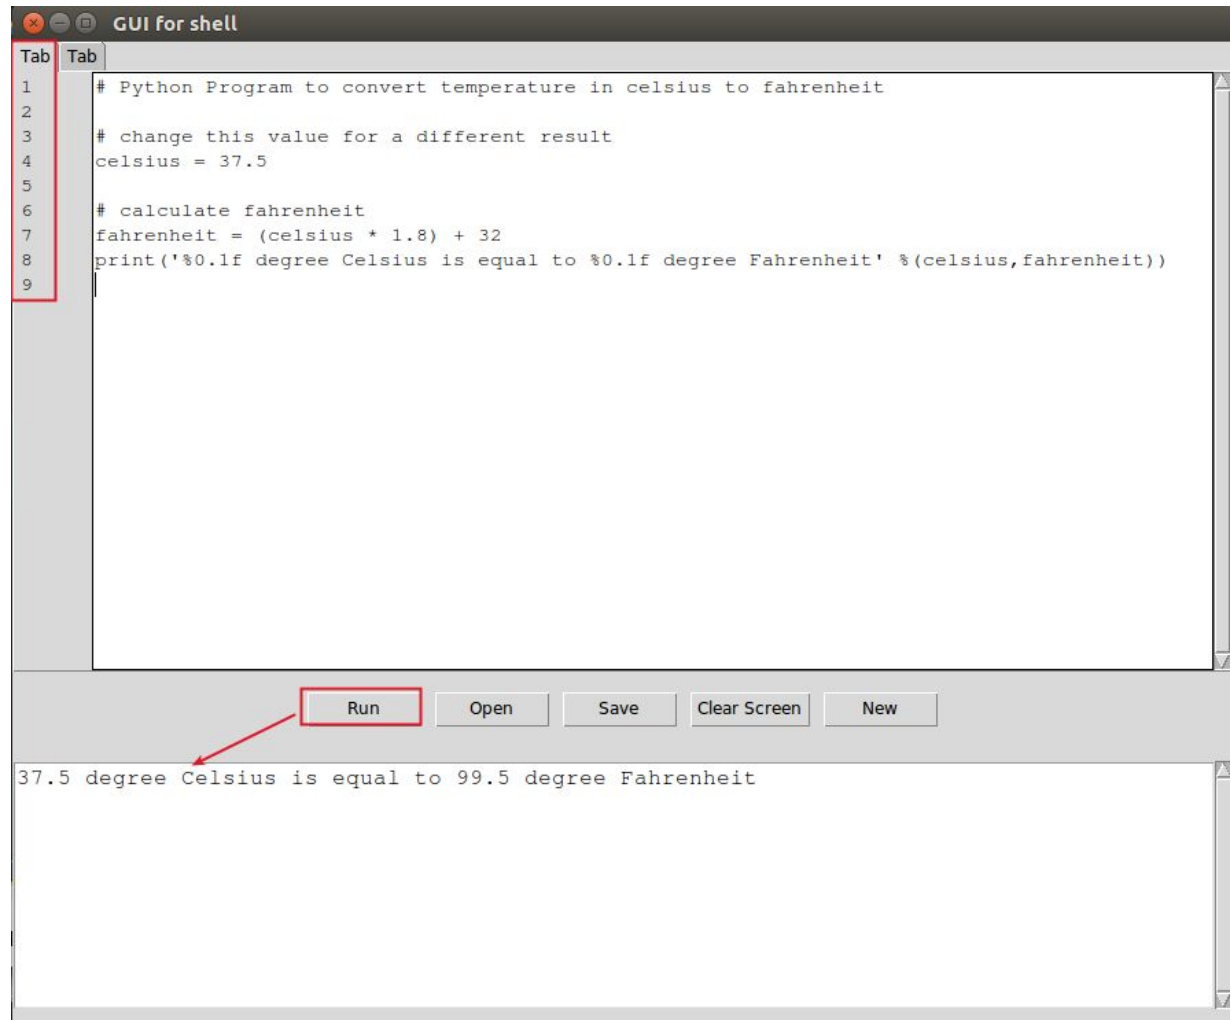 GUI for shell
Tab Tab
1 # Python Program to convert temperature in celsius to fahrenheit
2
3 # change this value for a different result
4 celsius = 37.5
5
6 # calculate fahrenheit
7 fahrenheit = (celsius * 1.8) + 32
8 print('%0.1f degree Celsius is equal to %0.1f degree Fahrenheit' %(celsius,fahrenheit))
9
Run Open Save Clear Screen New
37.5 degree Celsius is equal to 99.5 degree Fahrenheit